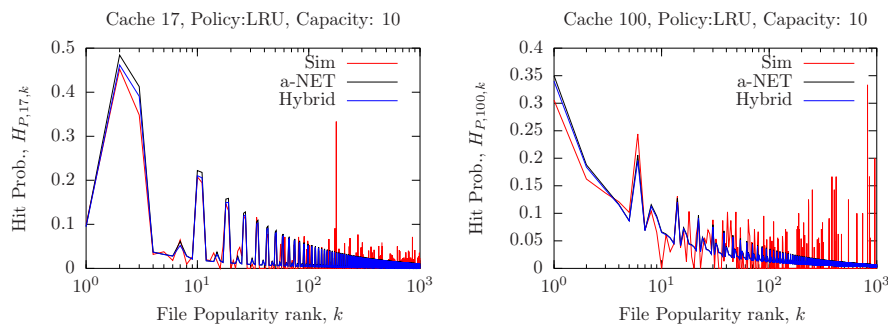 Cache 17, Policy:LRU, Capacity: 10
0.5
0.4
0.3
0.2
0.1
0
Hit Prob., H_{P,17,k}
Sim
a-NET
Hybrid
10^0 10^1 10^2 10^3
File Popularity rank, k
Cache 100, Policy:LRU, Capacity: 10
0.4
0.35
0.3
0.25
0.2
0.15
0.1
0.05
0
Hit Prob., H_{P,100,k}
Sim
a-NET
Hybrid
10^0 10^1 10^2 10^3
File Popularity rank, k